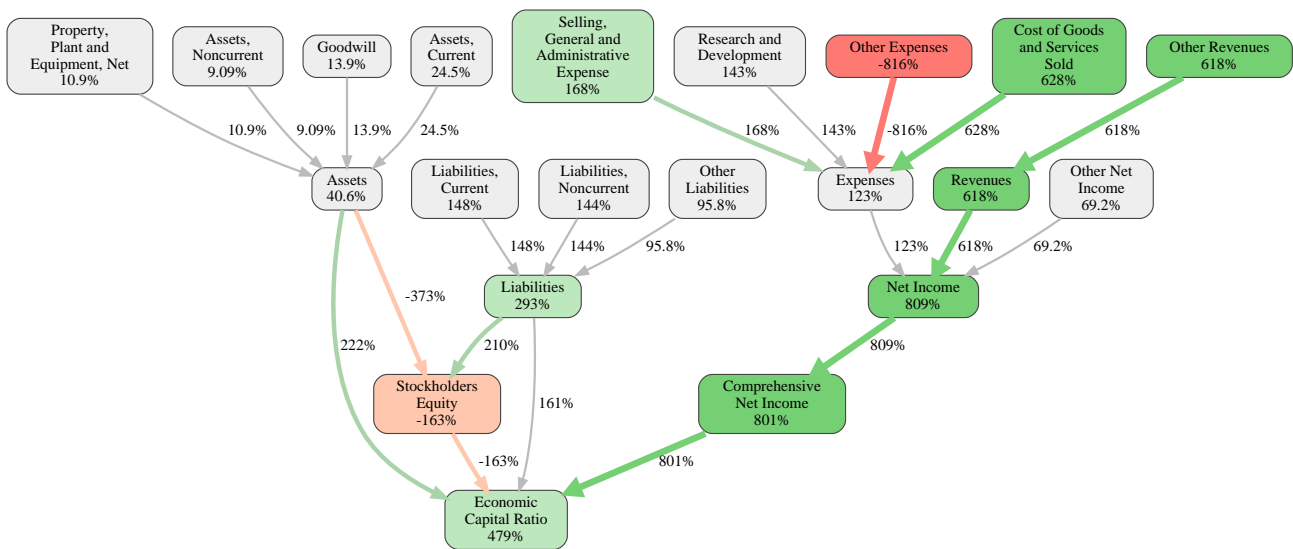 Property,
Plant and
Equipment, Net
10.9%
Assets,
Noncurrent
9.09%
Goodwill
13.9%
Assets,
Current
24.5%
Selling,
General and
Administrative
Expense
168%
Research and
Development
143%
Other Expenses
-816%
Cost of Goods
and Services
Sold
628%
Other Revenues
618%
10.9%
9.09%
13.9%
24.5%
168%
143%
-816%
628%
618%
Assets
40.6%
Liabilities,
Current
148%
Liabilities,
Noncurrent
144%
Other
Liabilities
95.8%
Expenses
123%
Revenues
618%
Other Net
Income
69.2%
148%
144%
95.8%
123%
618%
69.2%
-373%
Liabilities
293%
Net Income
809%
222%
210%
809%
Stockholders
Equity
-163%
161%
Comprehensive
Net Income
801%
-163%
801%
Economic
Capital Ratio
479%